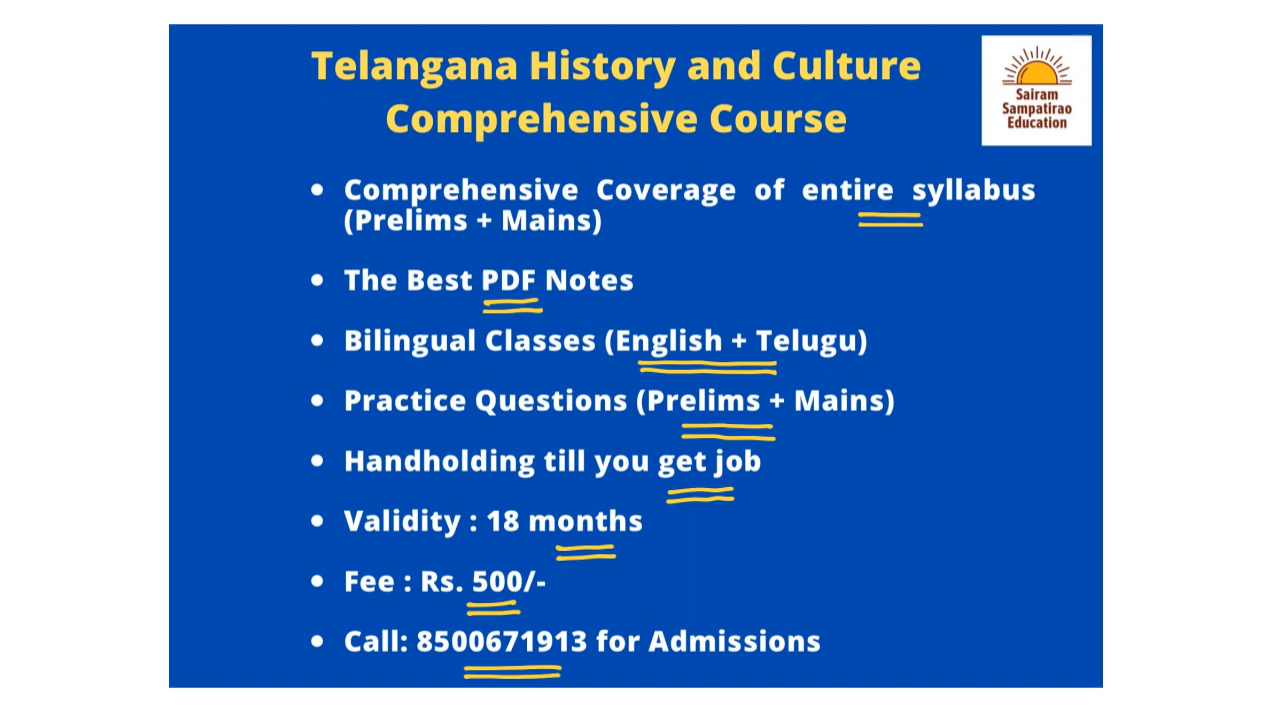 Telangana History and Culture
Comprehensive Course
Sairam
Sampatirao
Education
• Comprehensive Coverage of entire syllabus
(Prelims + Mains)
• The Best PDF Notes
• Bilingual Classes (English + Telugu)
• Practice Questions (Prelims + Mains)
• Handholding till you get job
• Validity : 18 months
• Fee : Rs. 500/-
• Call: 8500671913 for Admissions